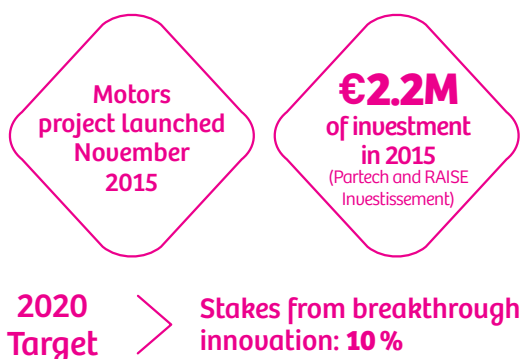 Motors
project launched
November
2015
€2.2M
of investment
in 2015
(Partech and RAISE
Investissement)
2020
Target
Stakes from breakthrough
innovation: 10 %